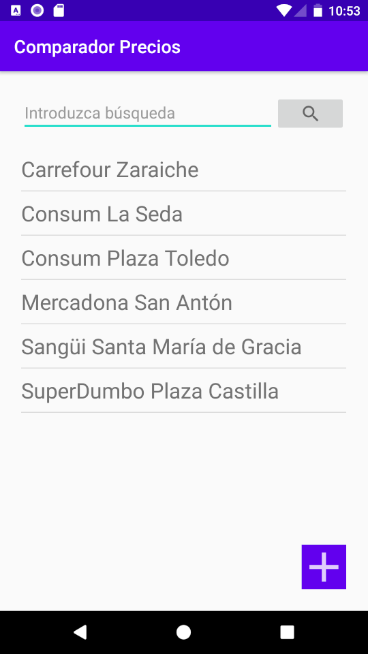 10:53
Comparador Precios
Introduzca búsqueda
Carrefour Zaraiche
Consum La Seda
Consum Plaza Toledo
Mercadona San Antón
Sangüi Santa María de Gracia
SuperDumbo Plaza Castilla